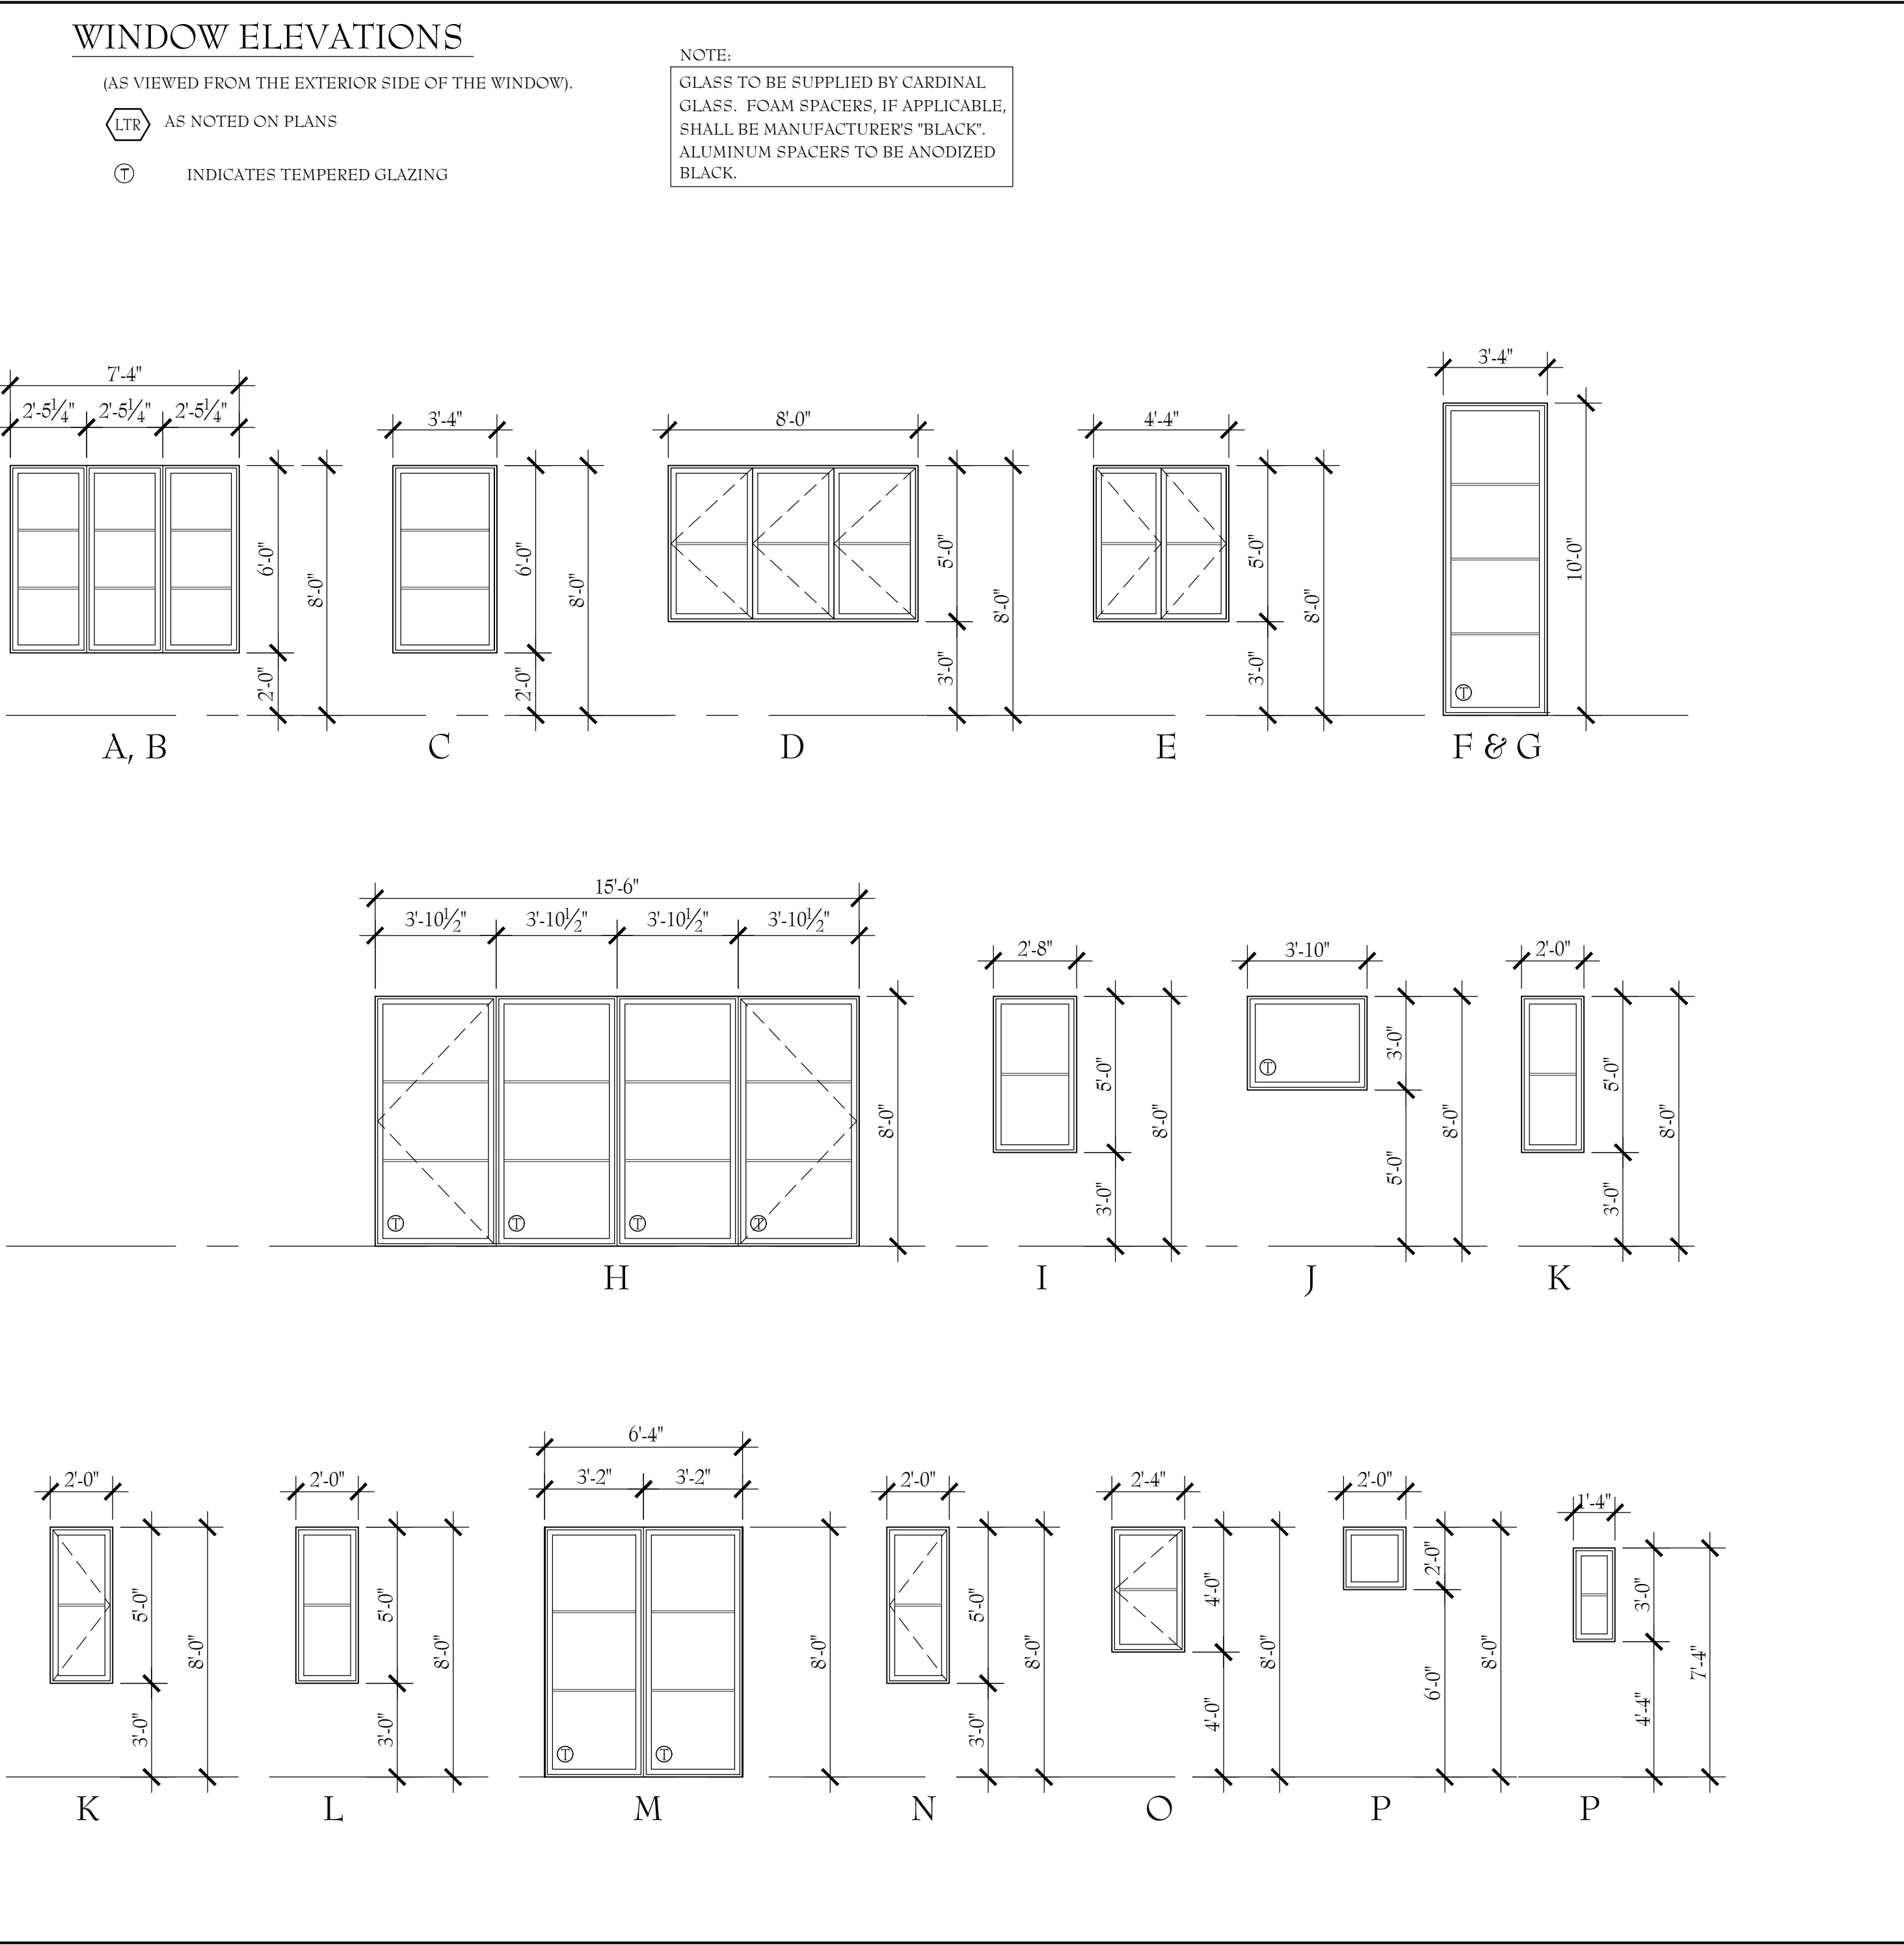 WINDOW ELEVATIONS
(AS VIEWED FROM THE EXTERIOR SIDE OF THE WINDOW).
LTR AS NOTED ON PLANS
T INDICATES TEMPERED GLAZING
NOTE:
GLASS TO BE SUPPLIED BY CARDINAL
GLASS. FOAM SPACERS, IF APPLICABLE,
SHALL BE MANUFACTURER'S "BLACK".
ALUMINUM SPACERS TO BE ANODIZED
BLACK.
7'-4"
2'-51/4" 2'-51/4" 2'-51/4"
6'-0"
2'-0"
8'-0"
A, B
3'-4"
6'-0"
2'-0"
8'-0"
C
8'-0"
5'-0"
3'-0"
8'-0"
D
4'-4"
5'-0"
3'-0"
8'-0"
E
3'-4"
10'-0"
T
F & G
15'-6"
3'-10 1/2" 3'-10 1/2" 3'-10 1/2" 3'-10 1/2"
8'-0"
T T T T
H
2'-8"
5'-0"
3'-0"
8'-0"
I
3'-10"
T
3'-0"
5'-0"
8'-0"
J
2'-0"
5'-0"
3'-0"
8'-0"
K
2'-0"
5'-0"
3'-0"
8'-0"
K
2'-0"
5'-0"
3'-0"
8'-0"
L
6'-4"
3'-2" 3'-2"
8'-0"
T T
M
2'-0"
5'-0"
3'-0"
8'-0"
N
2'-4"
4'-0"
4'-0"
8'-0"
O
2'-0"
2'-0"
6'-0"
8'-0"
P
1'-4"
3'-0"
4'-4"
7'-4"
P